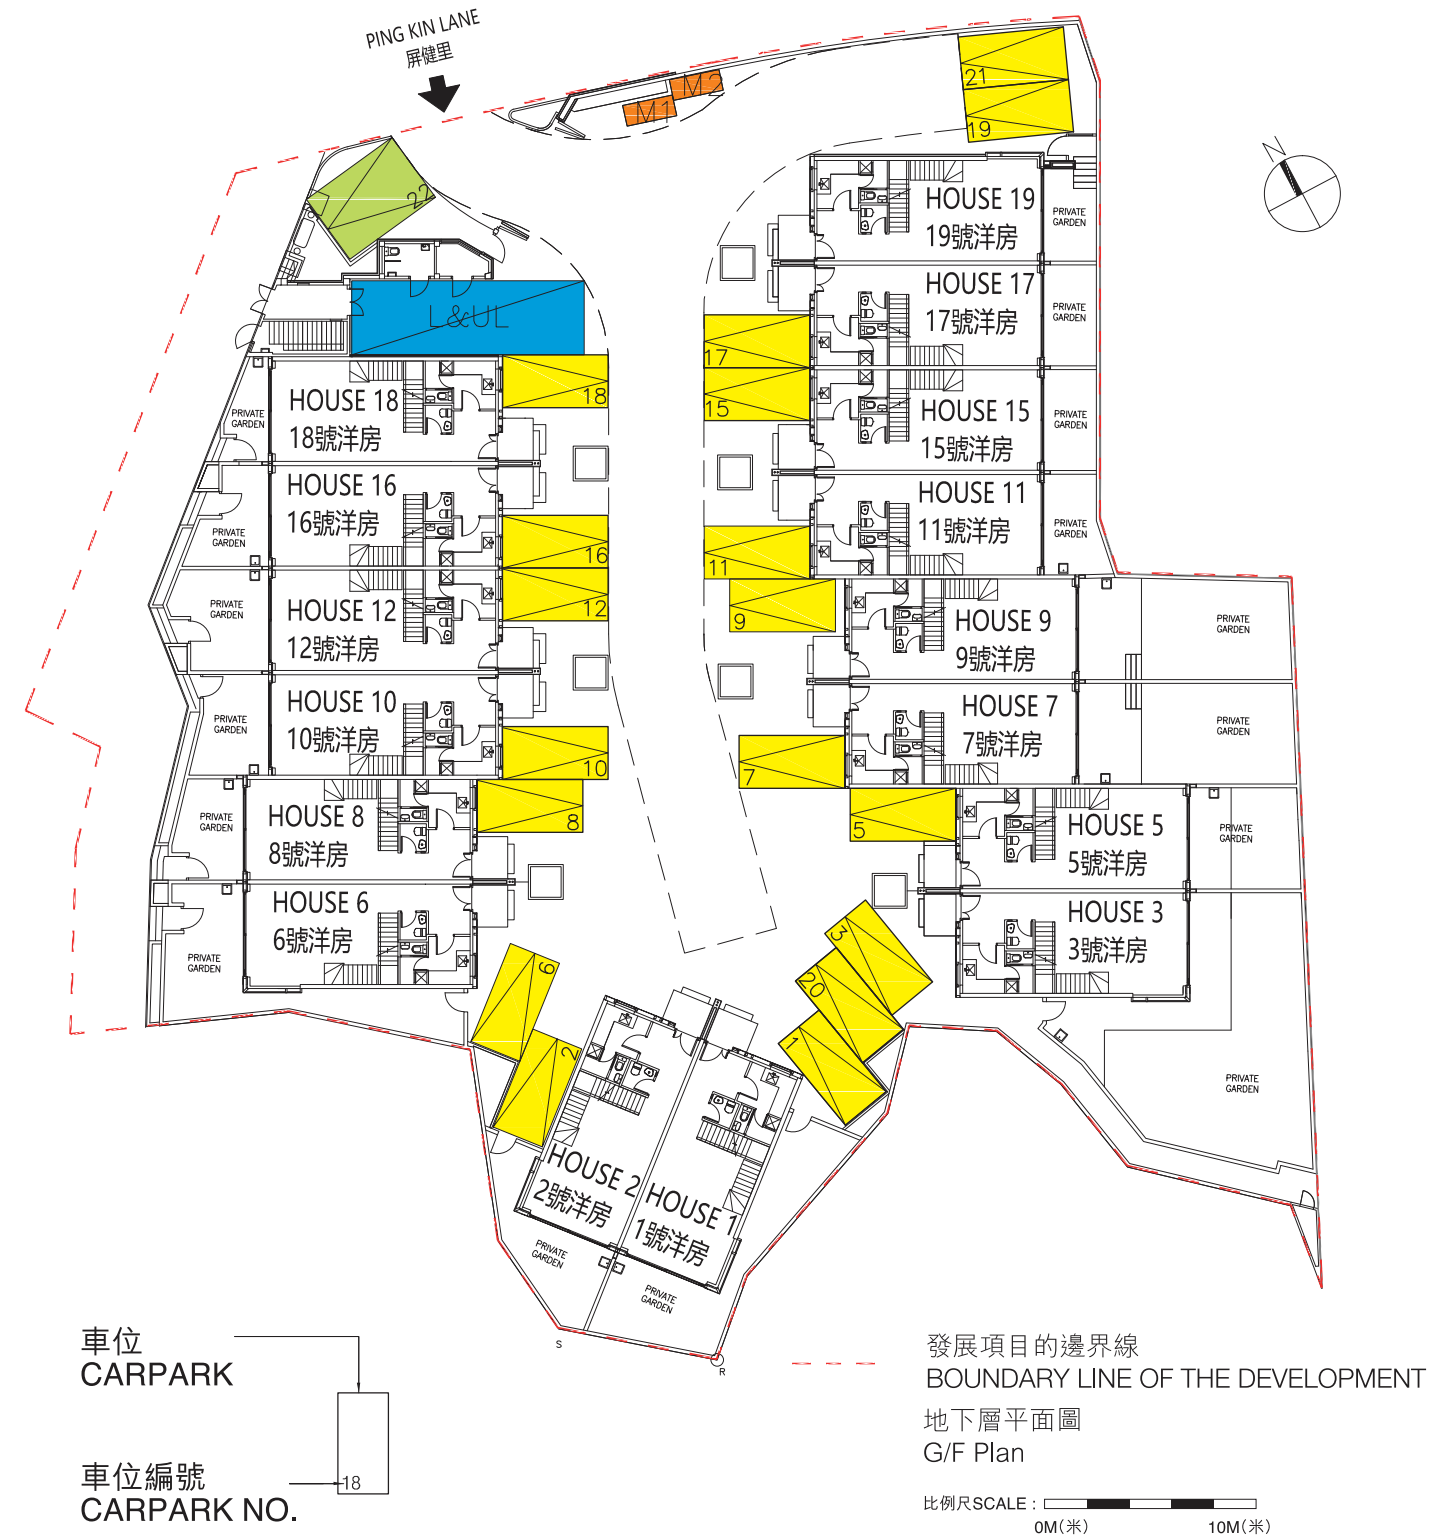 PING KIN LANE
屏健里
M2
M1
21
19
N
22
HOUSE 19
19號洋房
PRIVATE
GARDEN
HOUSE 17
17號洋房
PRIVATE
GARDEN
L&UL
17
15
18
HOUSE 18
18號洋房
PRIVATE
GARDEN
HOUSE 15
15號洋房
PRIVATE
GARDEN
HOUSE 16
16號洋房
PRIVATE
GARDEN
16
HOUSE 11
11號洋房
PRIVATE
GARDEN
11
12
HOUSE 12
12號洋房
PRIVATE
GARDEN
9
HOUSE 9
9號洋房
PRIVATE
GARDEN
HOUSE 10
10號洋房
PRIVATE
GARDEN
10
HOUSE 7
7號洋房
PRIVATE
GARDEN
7
HOUSE 8
8號洋房
PRIVATE
GARDEN
8
5
HOUSE 5
5號洋房
PRIVATE
GARDEN
HOUSE 6
6號洋房
PRIVATE
GARDEN
6
3
HOUSE 3
3號洋房
20
1
2
PRIVATE
GARDEN
HOUSE 2
2號洋房
HOUSE 1
1號洋房
PRIVATE
GARDEN
PRIVATE
GARDEN
S
R
車位
CARPARK
18
車位編號
CARPARK NO.
發展項目的邊界線
BOUNDARY LINE OF THE DEVELOPMENT
地下層平面圖
G/F Plan
比例尺SCALE :
0M(米) 10M(米)